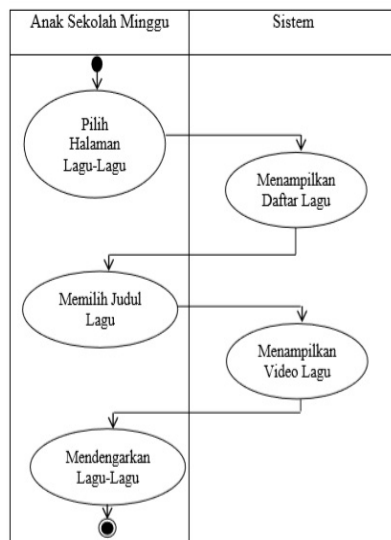 Anak Sekolah Minggu
Sistem
Pilih
Halaman
Lagu-Lagu
Menampilkan
Daftar Lagu
Memilih Judul
Lagu
Menampilkan
Video Lagu
Mendengarkan
Lagu-Lagu